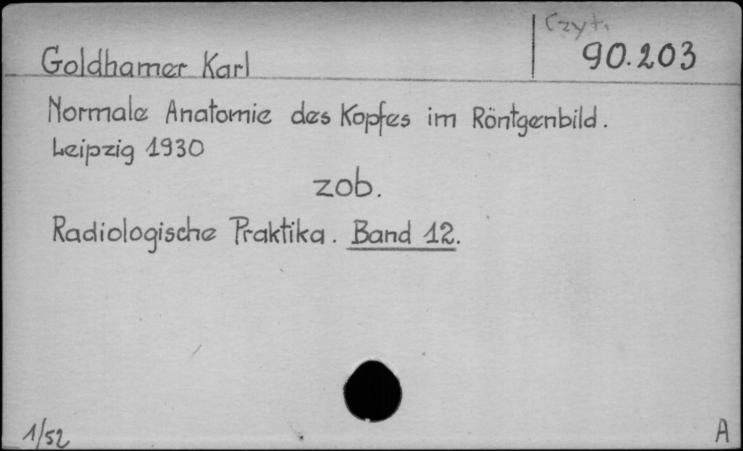 Czyt.
Goldhamer Karl 90.203
Normale Anatomie des Kopfes im Röntgenbild.
Leipzig 1930
zob.
Radiologische Praktika. Band 12.
1/52 A